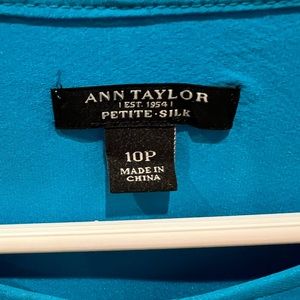 ANN TAYLOR
| EST. 1954 |
PETITE · SILK
10P
MADE IN
CHINA